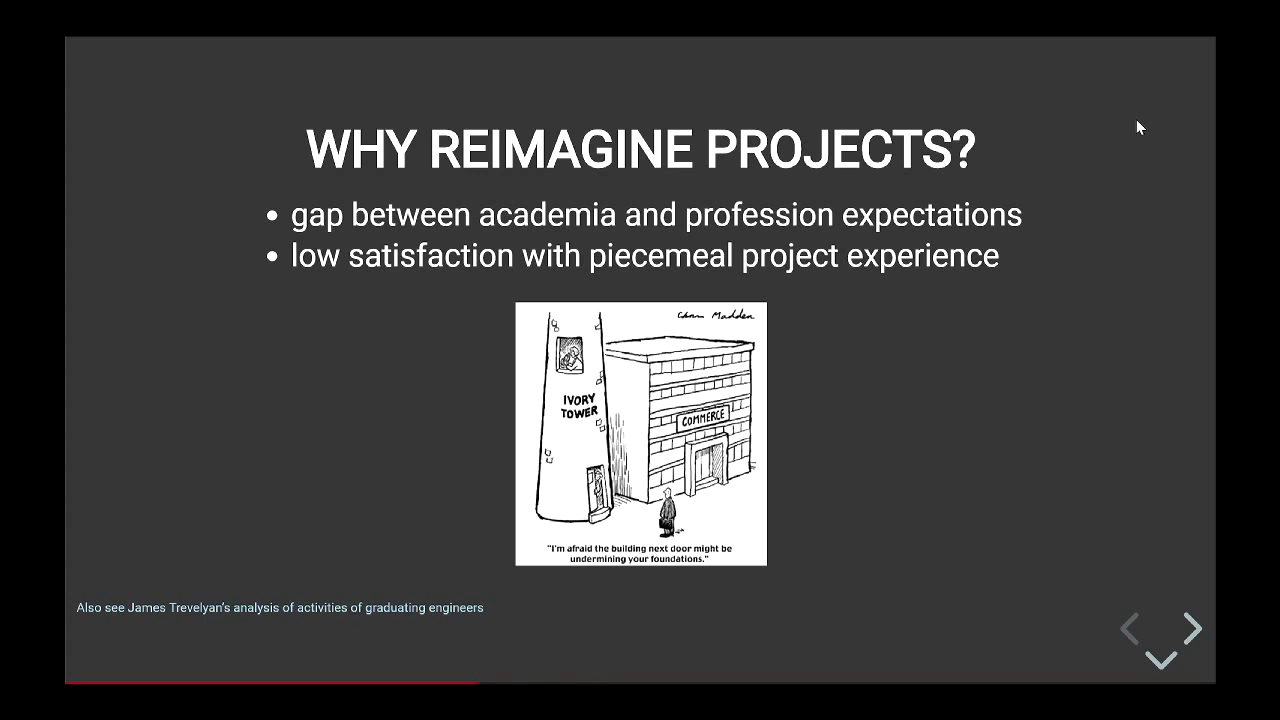 WHY REIMAGINE PROJECTS?
gap between academia and profession expectations
low satisfaction with piecemeal project experience
Chris Madden
IVORY
TOWER
COMMERCE
"I'm afraid the building next door might be
undermining your foundations."
Also see James Trevelyan's analysis of activities of graduating engineers